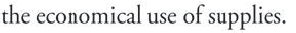 the economical use of supplies.